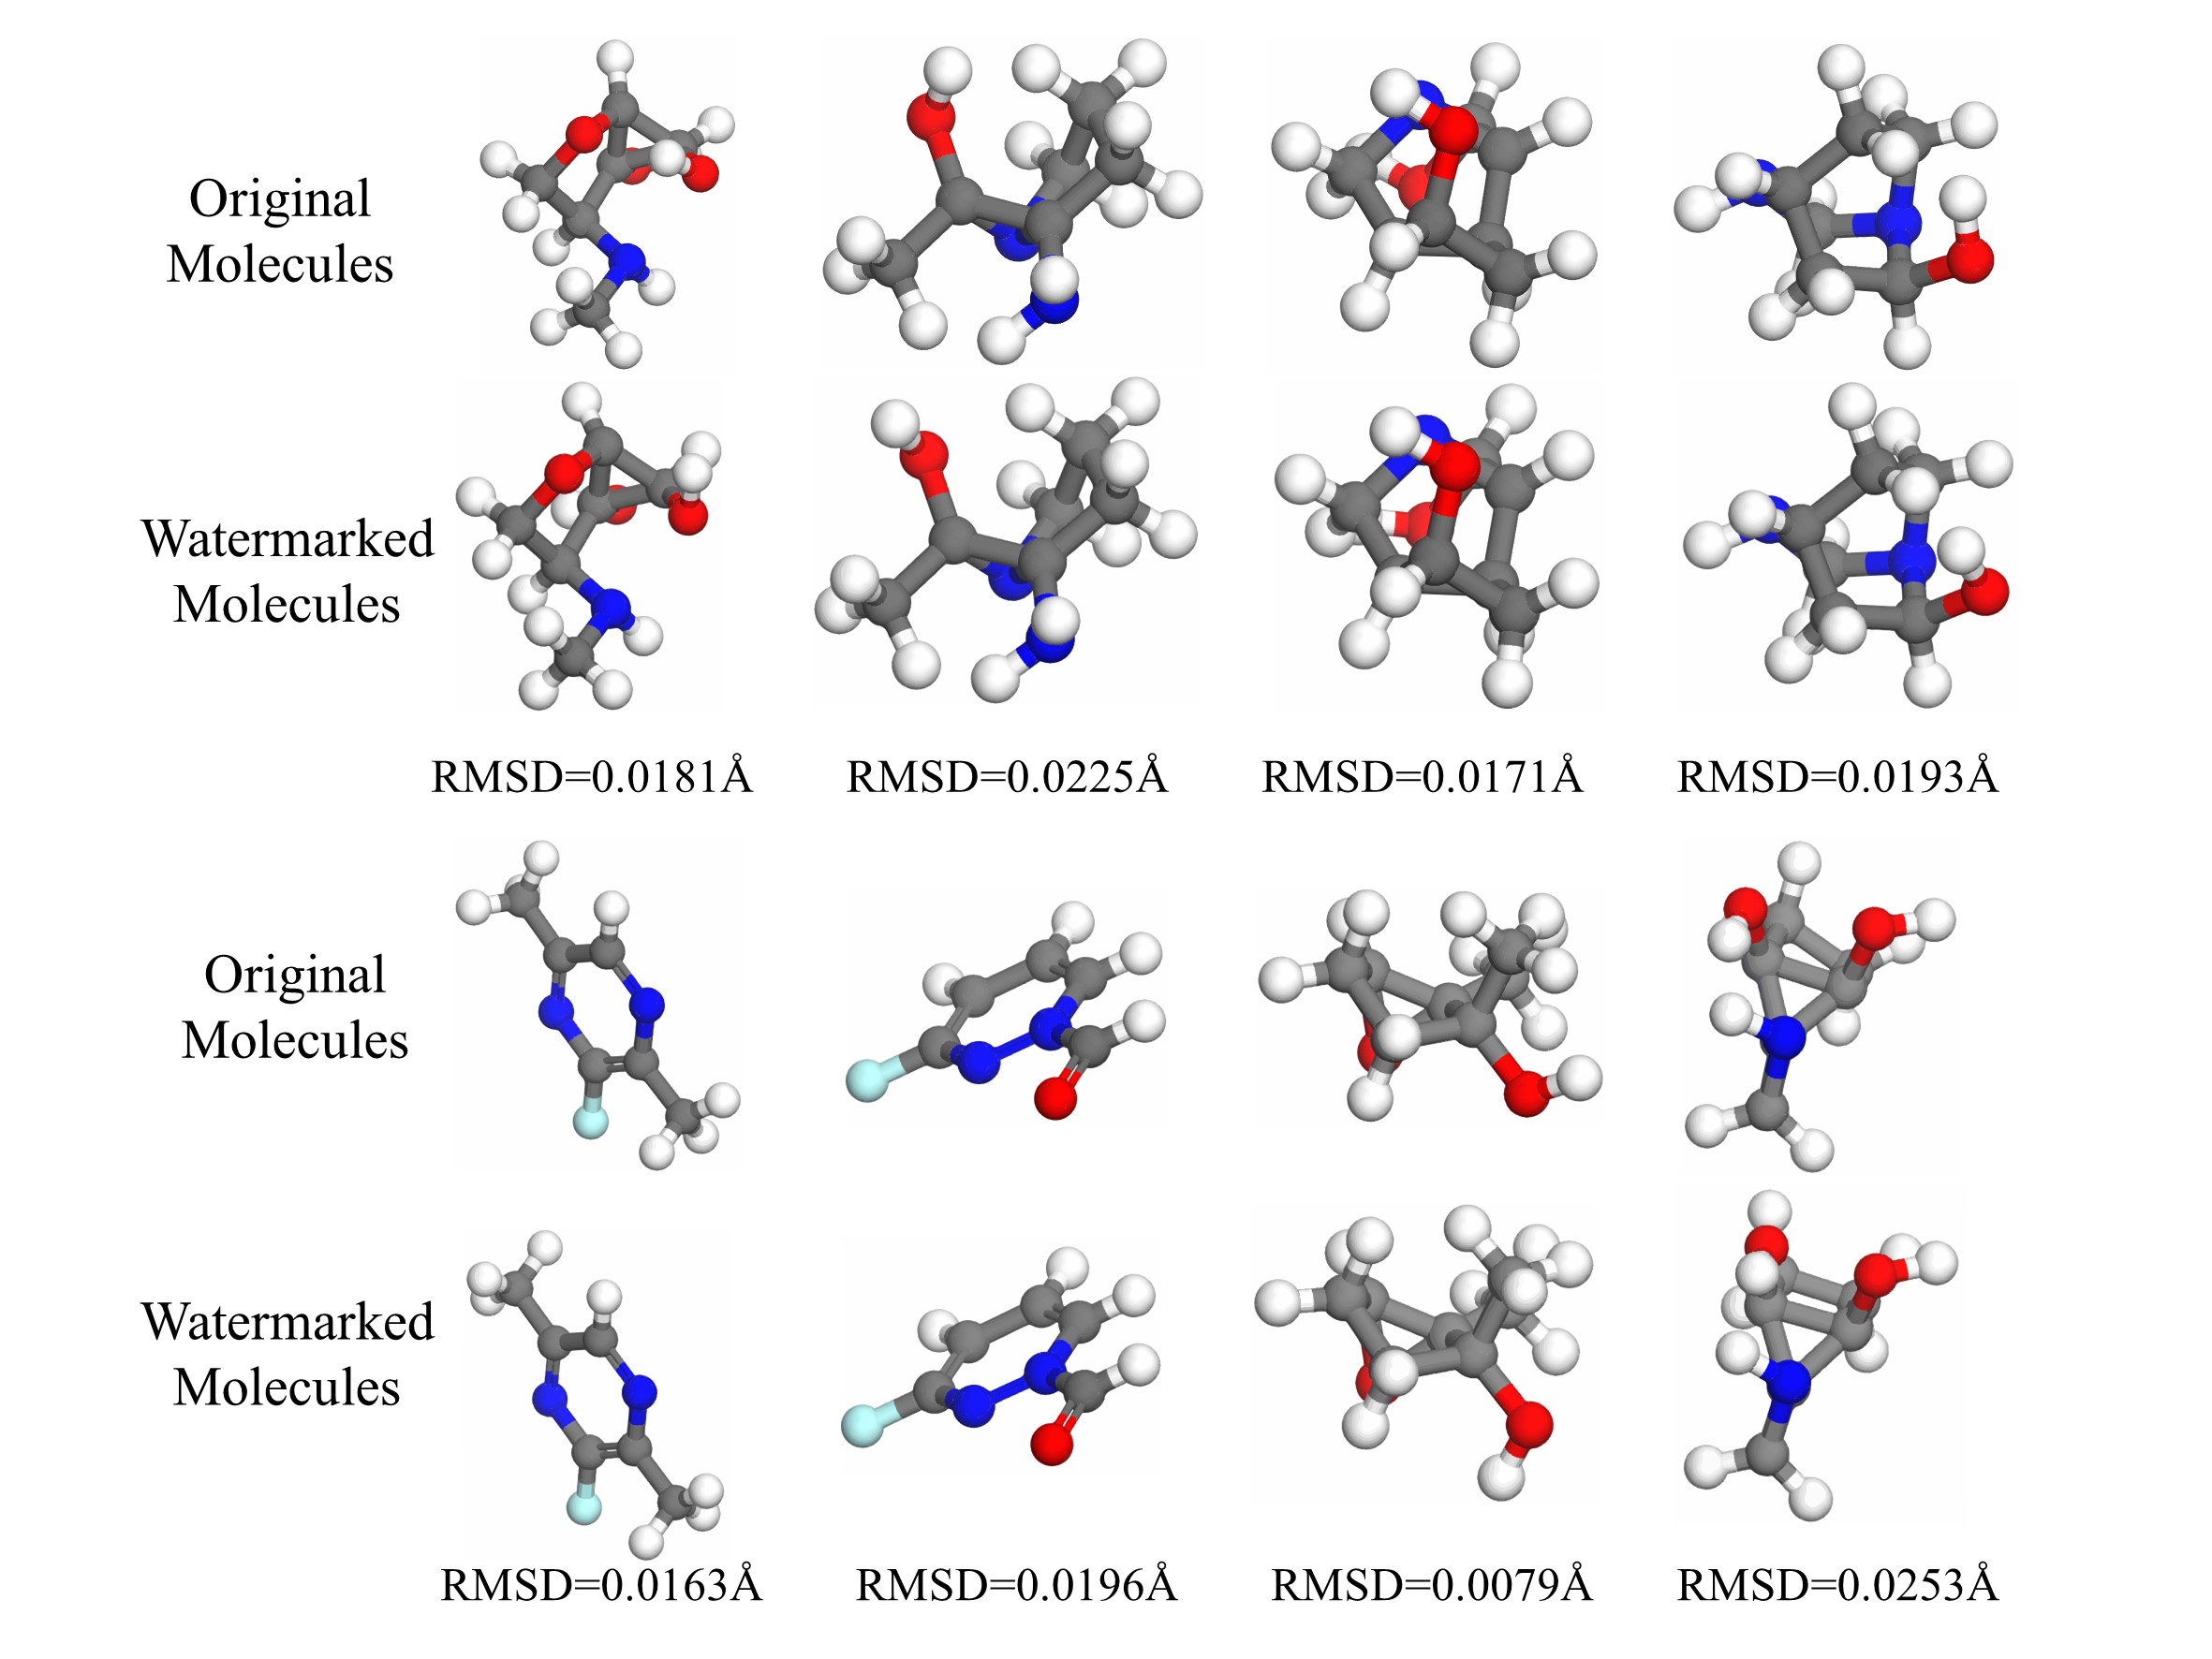 Original
Molecules
Watermarked
Molecules
RMSD=0.0181Å RMSD=0.0225Å RMSD=0.0171Å RMSD=0.0193Å
Original
Molecules
Watermarked
Molecules
RMSD=0.0163Å RMSD=0.0196Å RMSD=0.0079Å RMSD=0.0253Å